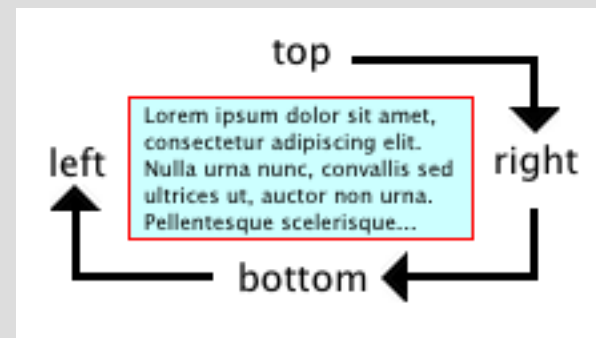 top
Lorem ipsum dolor sit amet,
consectetur adipiscing elit.
Nulla urna nunc, convallis sed
ultrices ut, auctor non urna.
Pellentesque scelerisque...
left
right
bottom